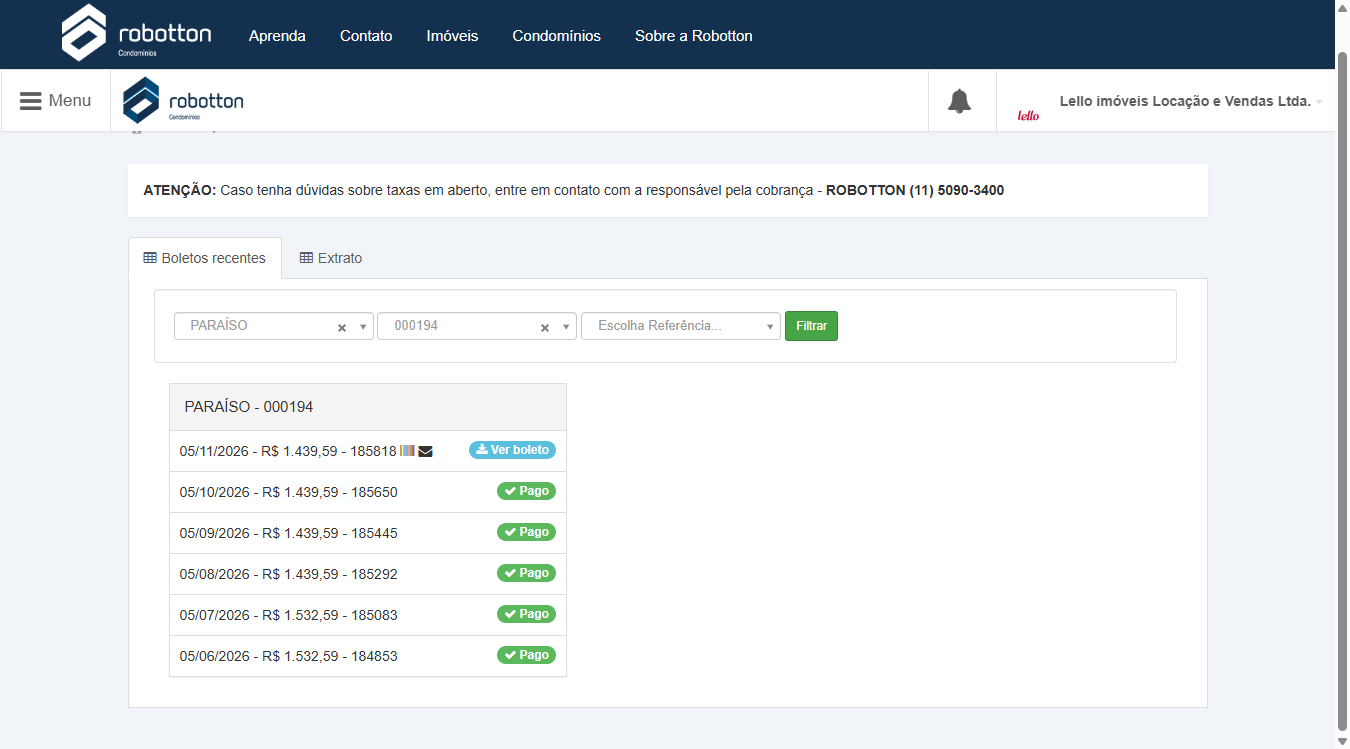 robotton
Condomínios
Aprenda
Contato
Imóveis
Condomínios
Sobre a Robotton
Menu
robotton
Condomínios
lello
Lello imóveis Locação e Vendas Ltda.
ATENÇÃO: Caso tenha dúvidas sobre taxas em aberto, entre em contato com a responsável pela cobrança - ROBOTTON (11) 5090-3400
Boletos recentes
Extrato
PARAÍSO
000194
Escolha Referência...
Filtrar
PARAÍSO - 000194
05/11/2026 - R$ 1.439,59 - 185818 Ver boleto
05/10/2026 - R$ 1.439,59 - 185650 Pago
05/09/2026 - R$ 1.439,59 - 185445 Pago
05/08/2026 - R$ 1.439,59 - 185292 Pago
05/07/2026 - R$ 1.532,59 - 185083 Pago
05/06/2026 - R$ 1.532,59 - 184853 Pago